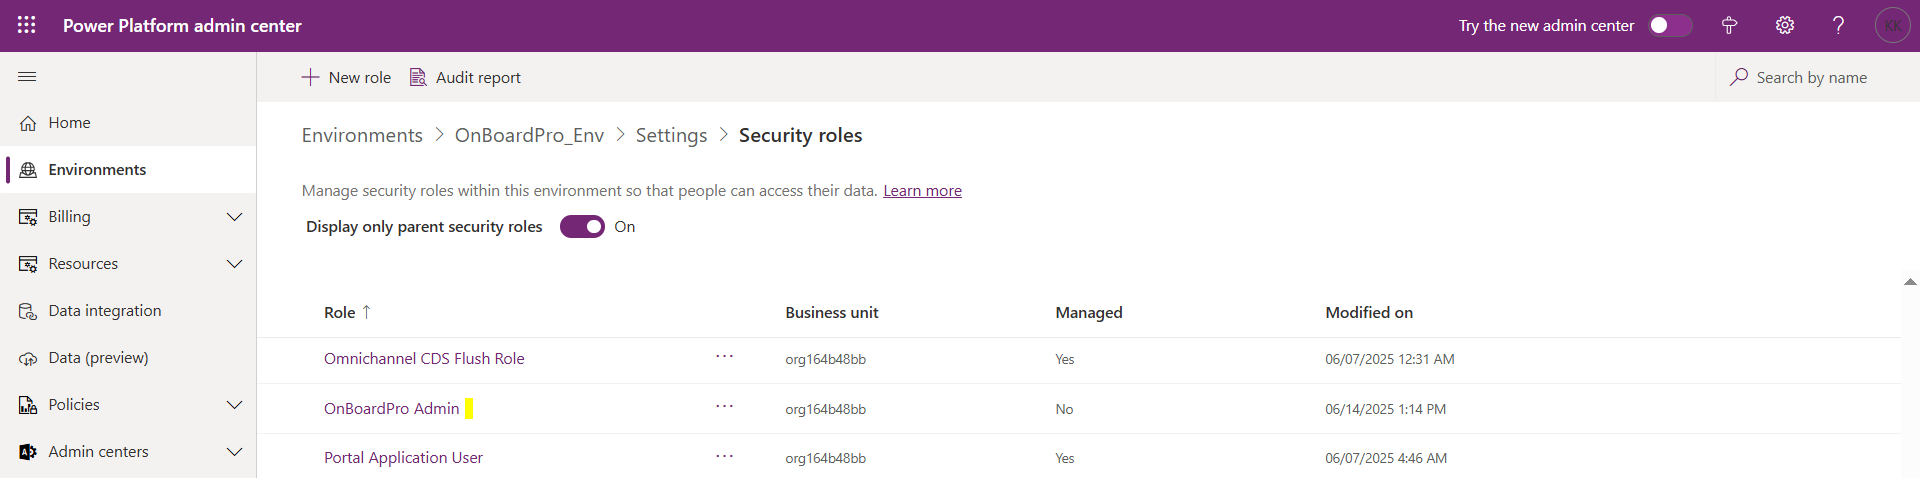 Power Platform admin center
Try the new admin center
KK
New role
Audit report
Search by name
Home
Environments
Billing
Resources
Data integration
Data (preview)
Policies
Admin centers
Environments > OnBoardPro_Env > Settings > Security roles
Manage security roles within this environment so that people can access their data. Learn more
Display only parent security roles On
Role ↑ Business unit Managed Modified on
Omnichannel CDS Flush Role ... org164b48bb Yes 06/07/2025 12:31 AM
OnBoardPro Admin ... org164b48bb No 06/14/2025 1:14 PM
Portal Application User ... org164b48bb Yes 06/07/2025 4:46 AM